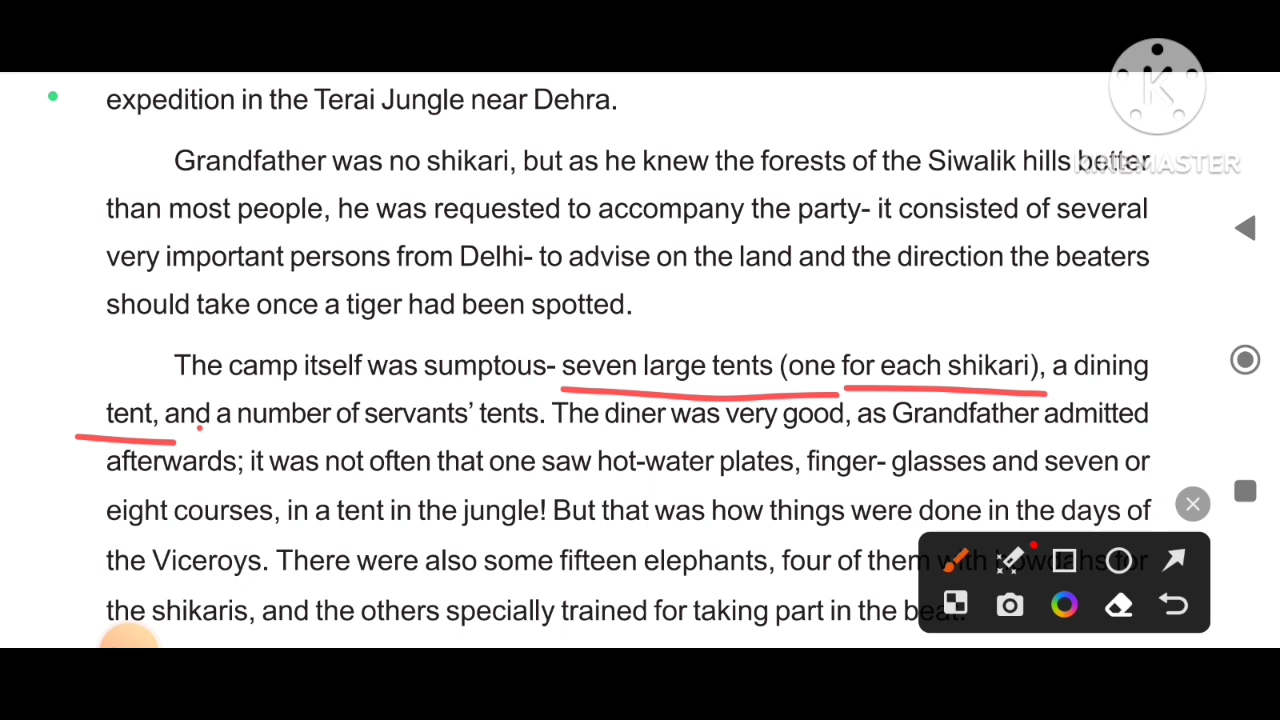 expedition in the Terai Jungle near Dehra.
Grandfather was no shikari, but as he knew the forests of the Siwalik hills better
than most people, he was requested to accompany the party- it consisted of several
very important persons from Delhi- to advise on the land and the direction the beaters
should take once a tiger had been spotted.
The camp itself was sumptous- seven large tents (one for each shikari), a dining
tent, and a number of servants' tents. The diner was very good, as Grandfather admitted
afterwards; it was not often that one saw hot-water plates, finger- glasses and seven or
eight courses, in a tent in the jungle! But that was how things were done in the days of
the Viceroys. There were also some fifteen elephants, four of them with howdahs for
the shikaris, and the others specially trained for taking part in the beat.
KINEMASTER